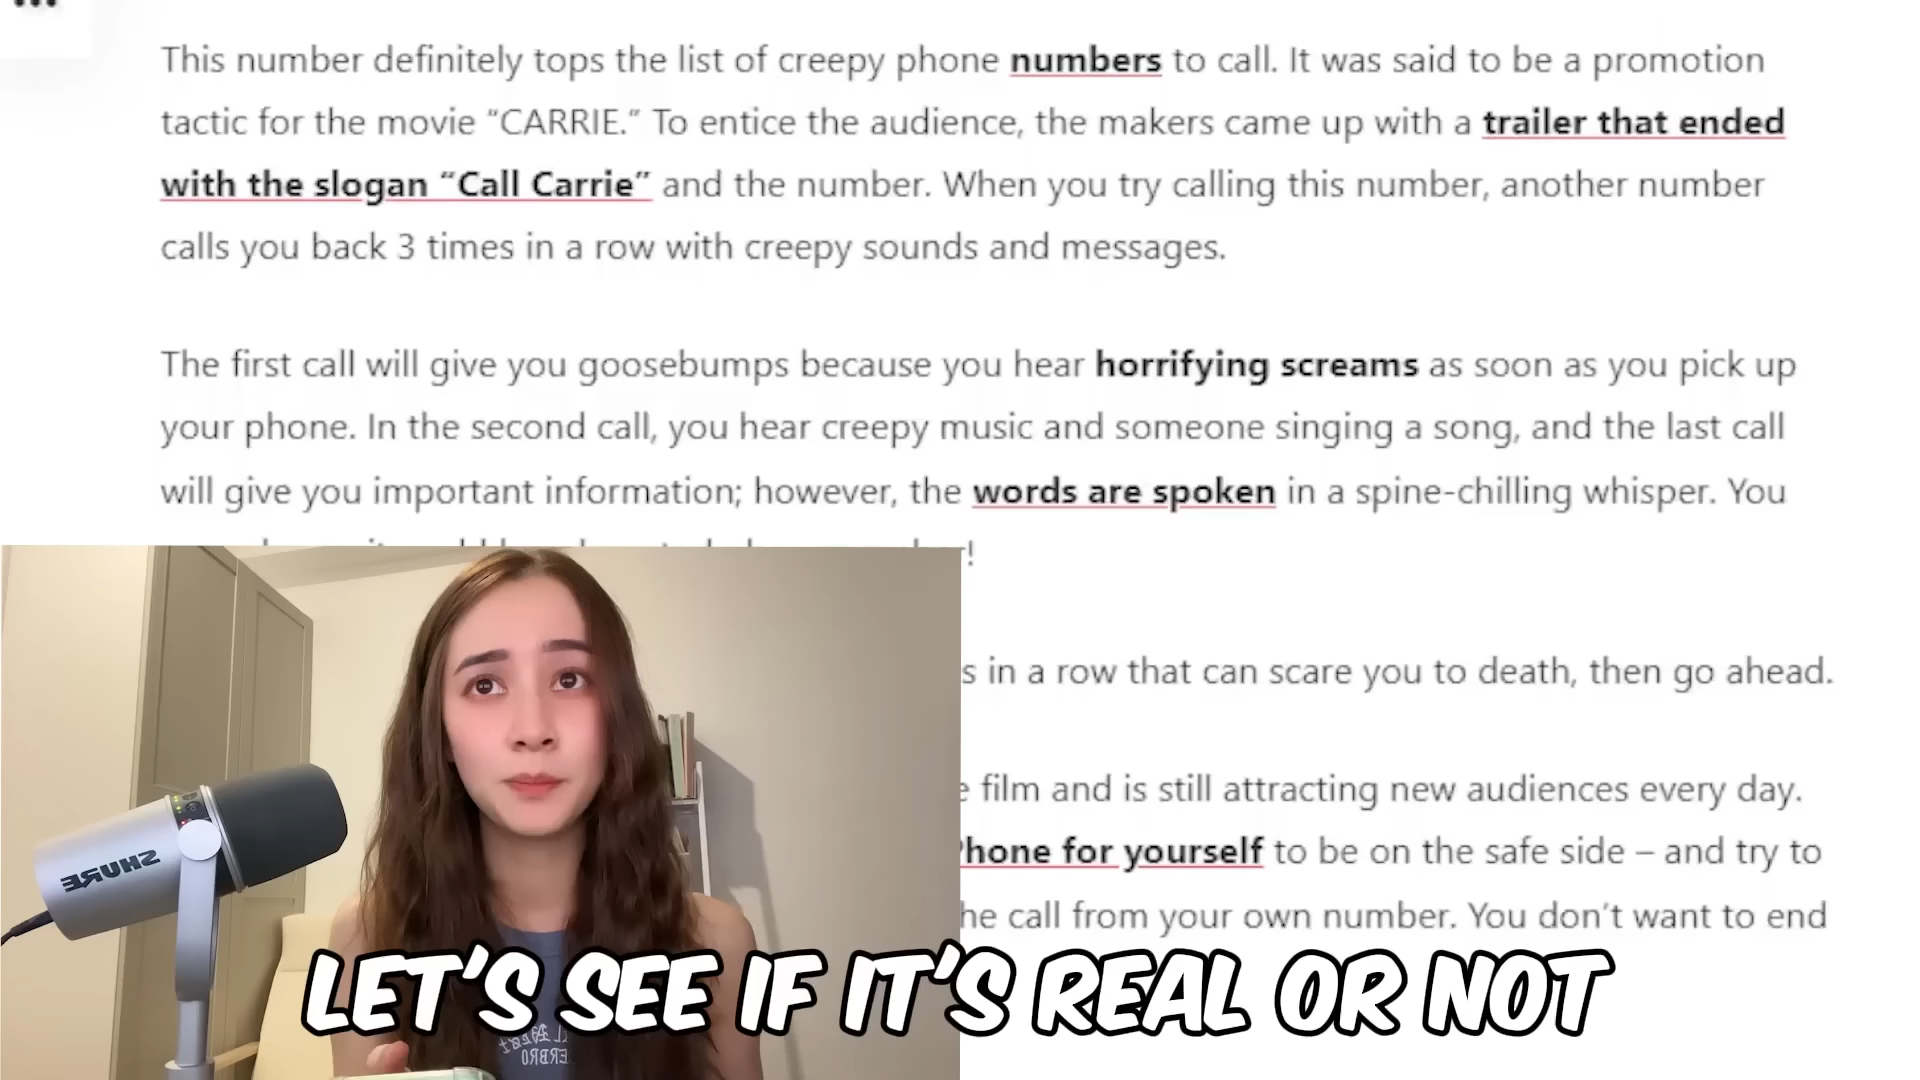 This number definitely tops the list of creepy phone numbers to call. It was said to be a promotion
tactic for the movie “CARRIE.” To entice the audience, the makers came up with a trailer that ended
with the slogan “Call Carrie” and the number. When you try calling this number, another number
calls you back 3 times in a row with creepy sounds and messages.
The first call will give you goosebumps because you hear horrifying screams as soon as you pick up
your phone. In the second call, you hear creepy music and someone singing a song, and the last call
will give you important information; however, the words are spoken in a spine-chilling whisper. You
s in a row that can scare you to death, then go ahead.
film and is still attracting new audiences every day.
hone for yourself to be on the safe side – and try to
he call from your own number. You don’t want to end
SHURE
LET'S SEE IF IT'S REAL OR NOT